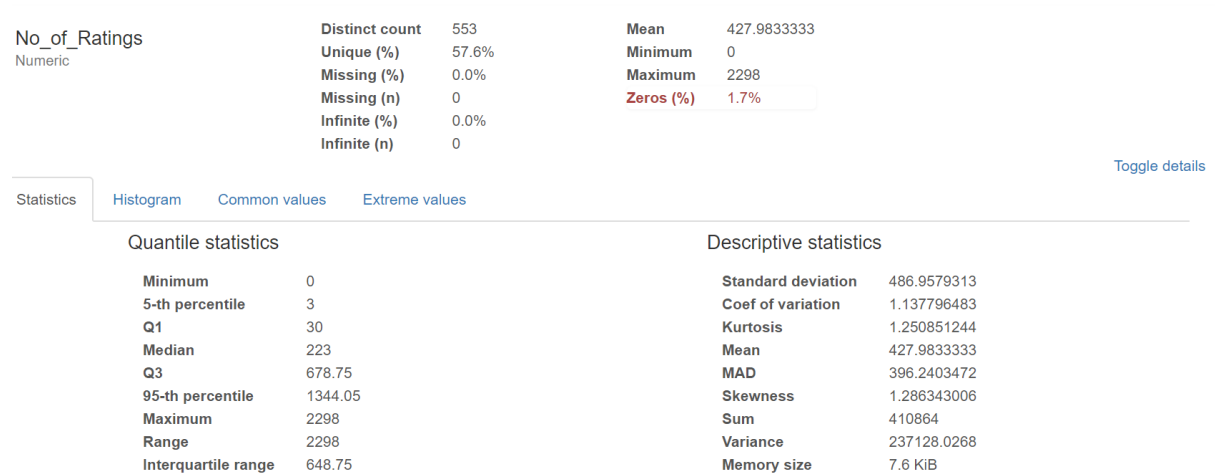 No_of_Ratings
Numeric
Distinct count 553
Unique (%) 57.6%
Missing (%) 0.0%
Missing (n) 0
Infinite (%) 0.0%
Infinite (n) 0
Mean 427.9833333
Minimum 0
Maximum 2298
Zeros (%) 1.7%
Toggle details
Statistics Histogram Common values Extreme values
Quantile statistics
Minimum 0
5-th percentile 3
Q1 30
Median 223
Q3 678.75
95-th percentile 1344.05
Maximum 2298
Range 2298
Interquartile range 648.75
Descriptive statistics
Standard deviation 486.9579313
Coef of variation 1.137796483
Kurtosis 1.250851244
Mean 427.9833333
MAD 396.2403472
Skewness 1.286343006
Sum 410864
Variance 237128.0268
Memory size 7.6 KiB